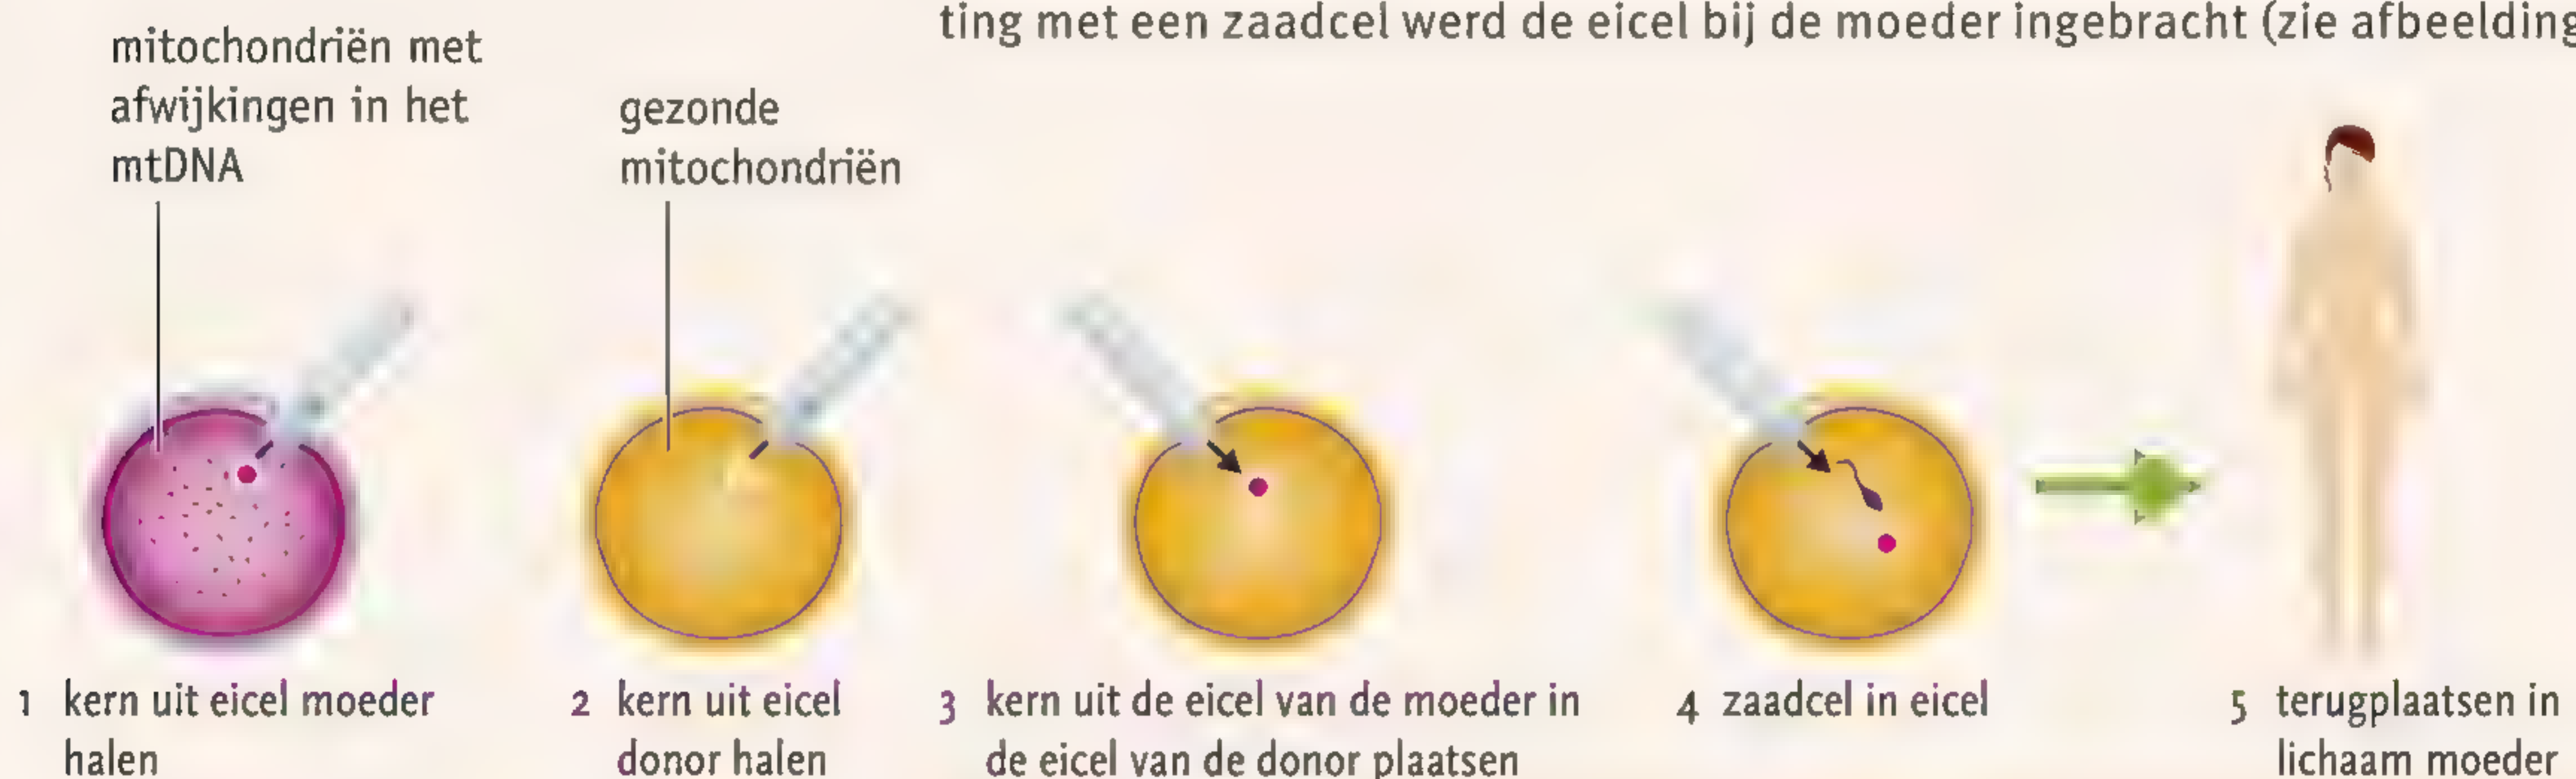 ting met een zaadcel werd de eicel bij de moeder ingebracht (zie afbeelding
mitochondriën met
afwijkingen in het
mtDNA
gezonde
mitochondriën
1 kern uit eicel moeder
halen
2 kern uit eicel
donor halen
3 kern uit de eicel van de moeder in
de eicel van de donor plaatsen
4 zaadcel in eicel
5 terugplaatsen in
lichaam moeder